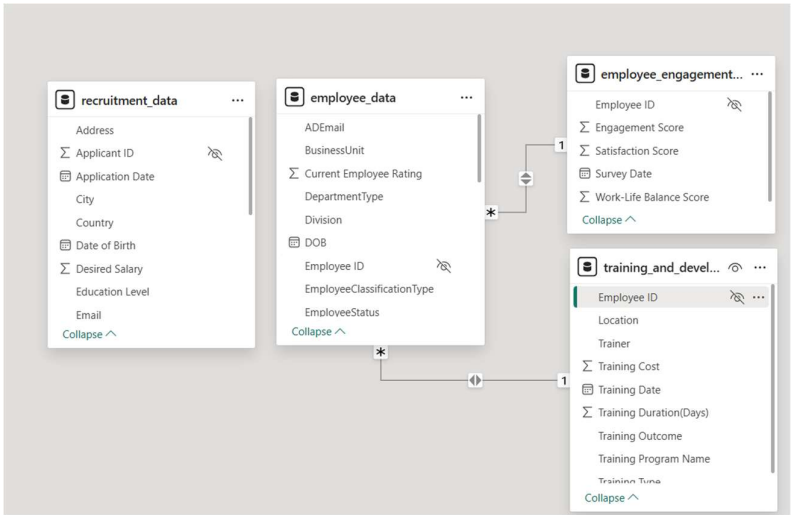 recruitment_data
Address
Applicant ID
Application Date
City
Country
Date of Birth
Desired Salary
Education Level
Email
Collapse
employee_data
ADEmail
BusinessUnit
Current Employee Rating
DepartmentType
Division
DOB
Employee ID
EmployeeClassificationType
EmployeeStatus
Collapse
*
1
employee_engagement...
Employee ID
Engagement Score
Satisfaction Score
Survey Date
Work-Life Balance Score
Collapse
*
1
training_and_devel...
Employee ID
Location
Trainer
Training Cost
Training Date
Training Duration(Days)
Training Outcome
Training Program Name
Training Type
Collapse